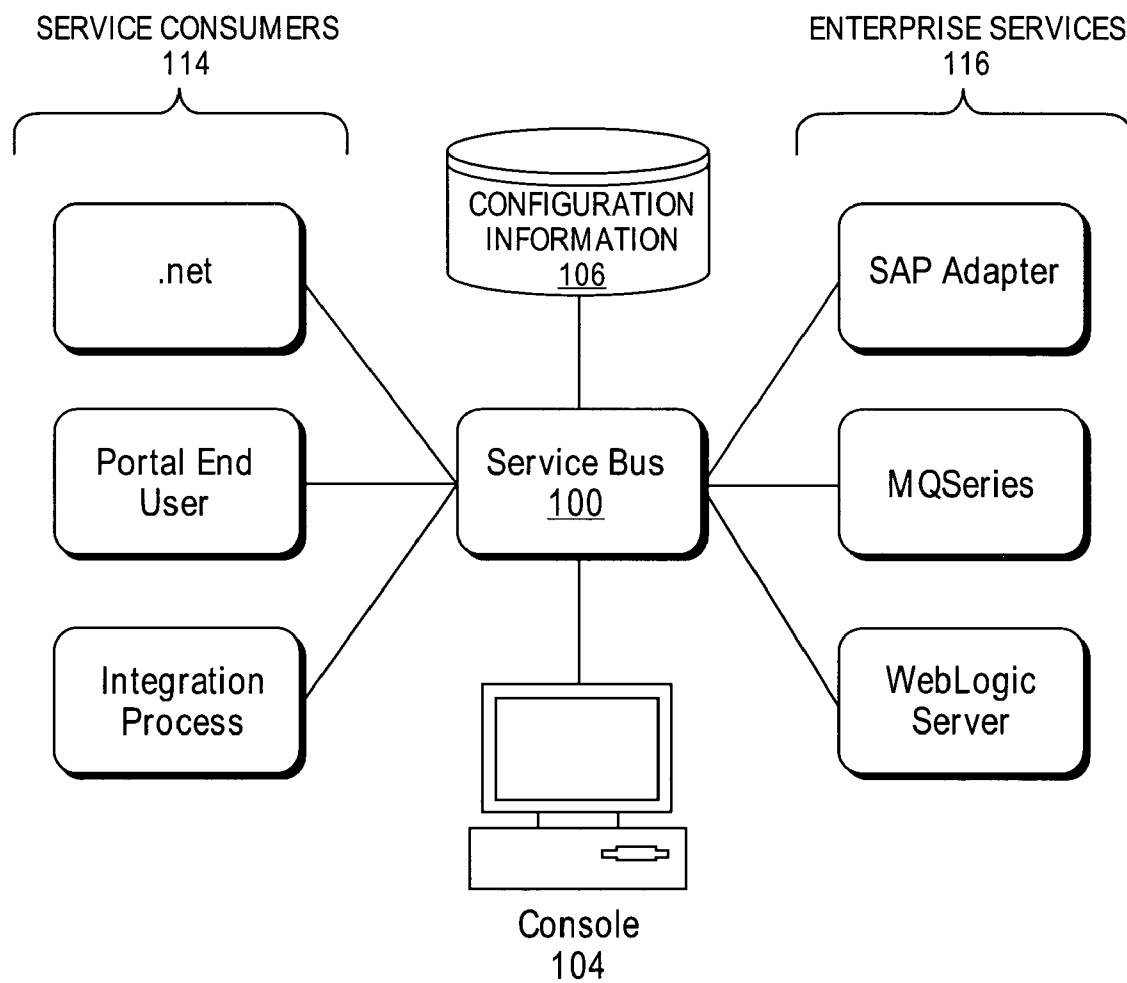 SERVICE CONSUMERS
114
ENTERPRISE SERVICES
116
CONFIGURATION
INFORMATION
106
.net
SAP Adapter
Portal End
User
Service Bus
100
MQSeries
Integration
Process
WebLogic
Server
Console
104